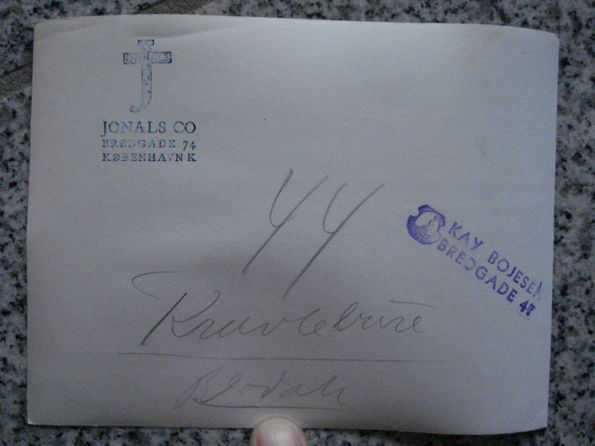 JONALS CO
BREDGADE 74
KØBENHAVN K
KAY BOJESEN
BREDGADE 47
44